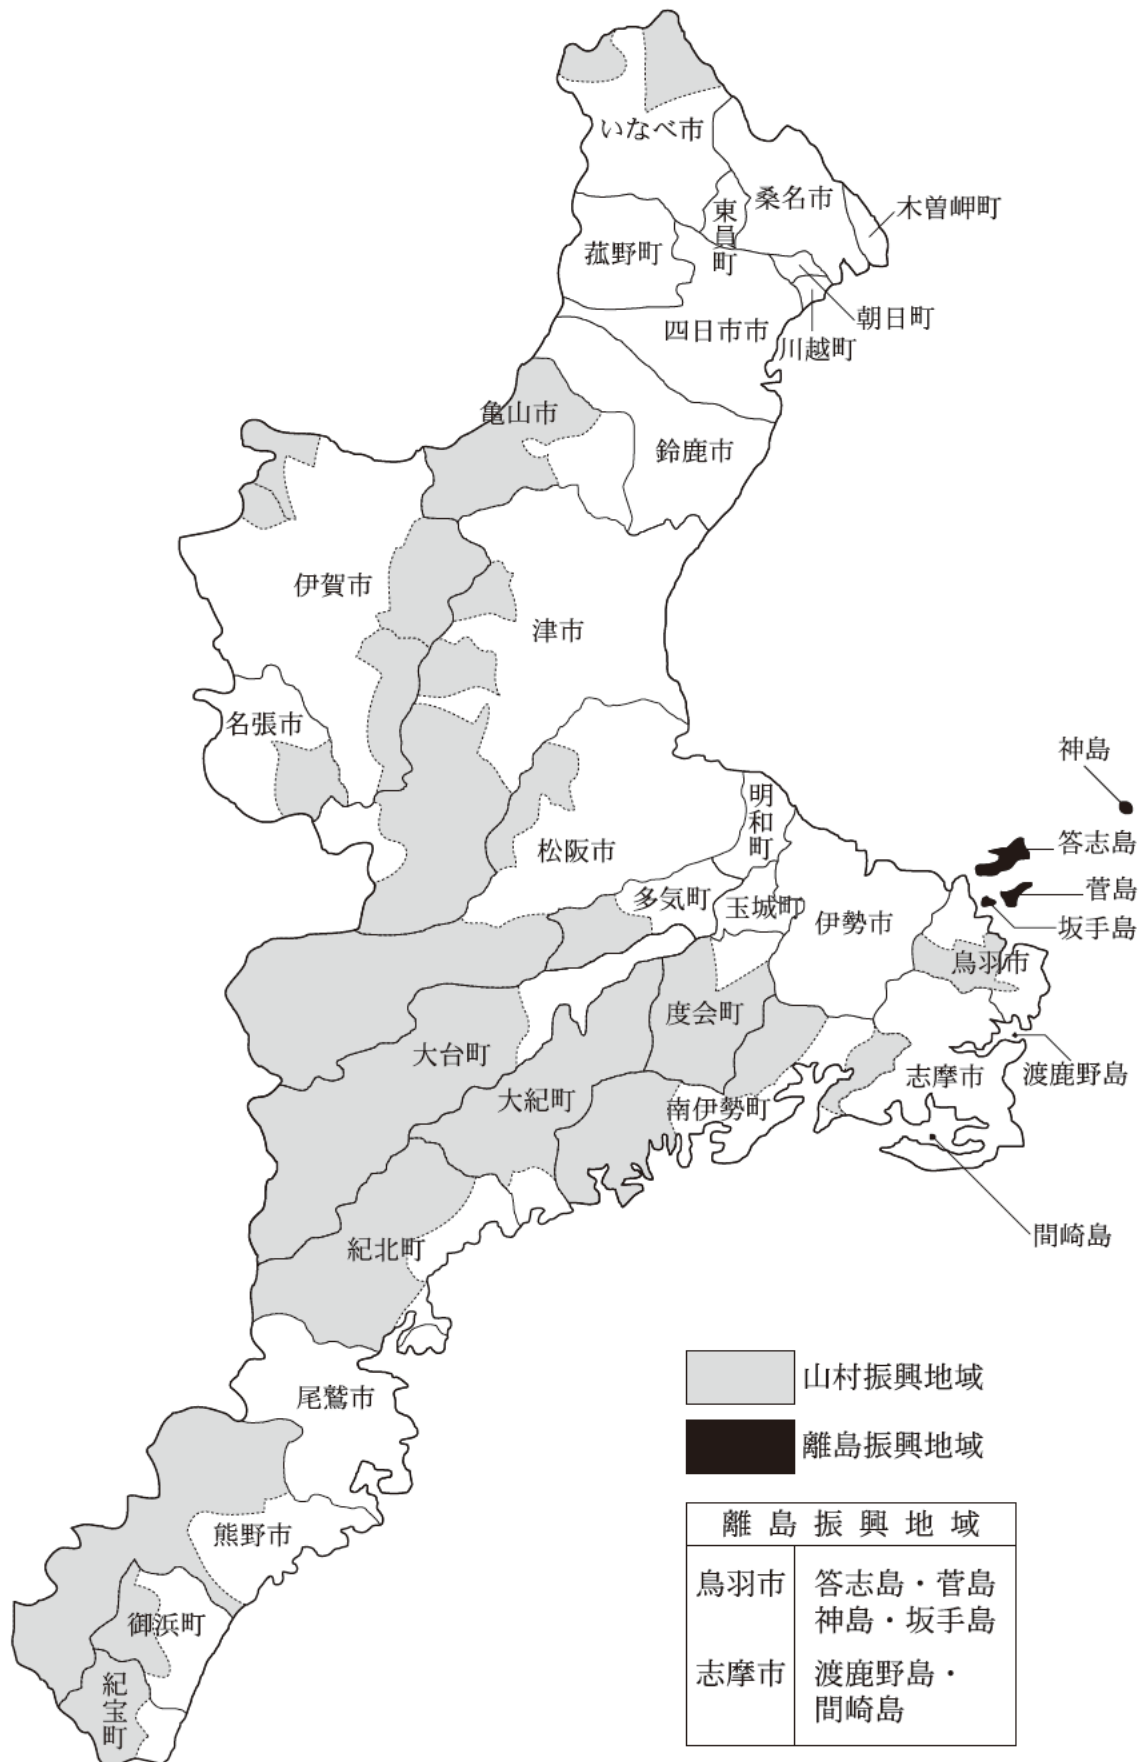 いなべ市
桑名市
木曽岬町
東員町
菰野町
朝日町
四日市市
川越町
亀山市
鈴鹿市
伊賀市
津市
名張市
神島
明和町
答志島
松阪市
菅島
多気町
玉城町
伊勢市
坂手島
鳥羽市
度会町
大台町
志摩市
渡鹿野島
大紀町
南伊勢町
間崎島
紀北町
山村振興地域
尾鷲市
離島振興地域
離島振興地域
熊野市
鳥羽市 答志島・菅島
神島・坂手島
御浜町
志摩市 渡鹿野島・
間崎島
紀宝町